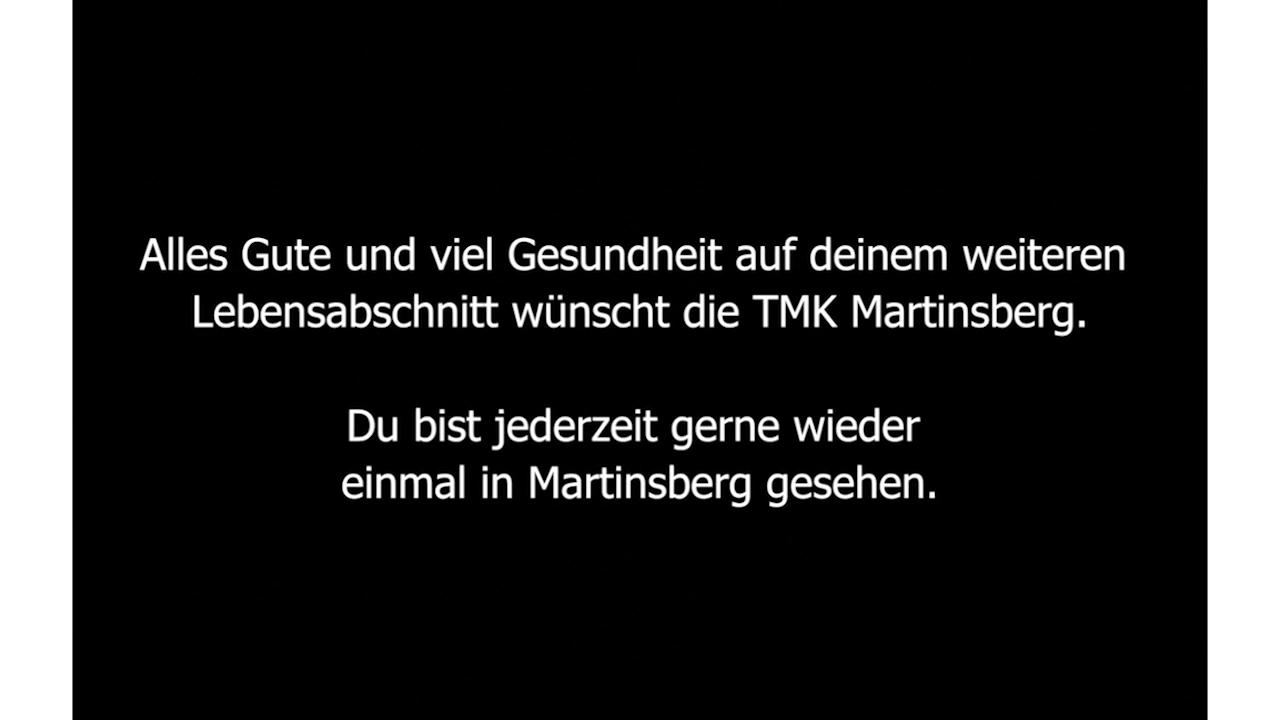 Alles Gute und viel Gesundheit auf deinem weiteren
Lebensabschnitt wünscht die TMK Martinsberg.
Du bist jederzeit gerne wieder
einmal in Martinsberg gesehen.